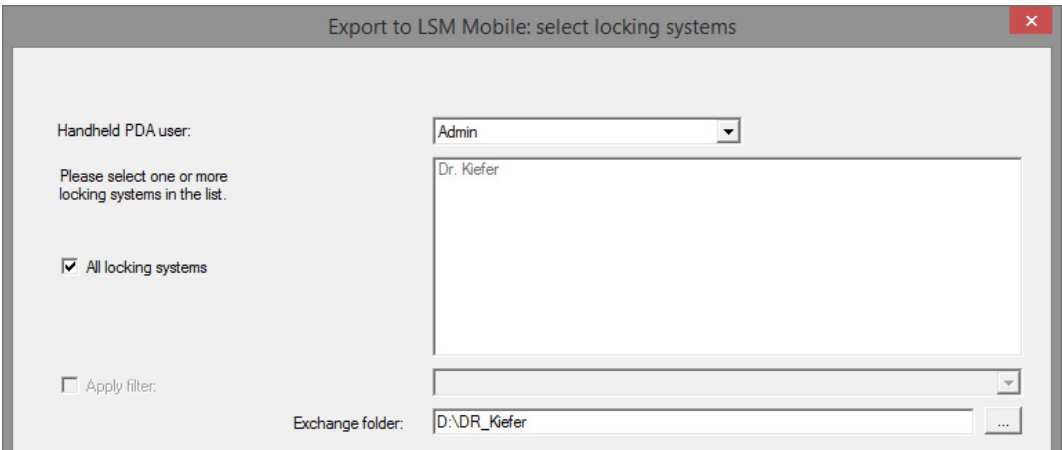 Export to LSM Mobile: select locking systems
Handheld PDA user:
Admin
Please select one or more
locking systems in the list.
Dr. Kiefer
All locking systems
Apply filter:
Exchange folder:
D:\DR_Kiefer
...